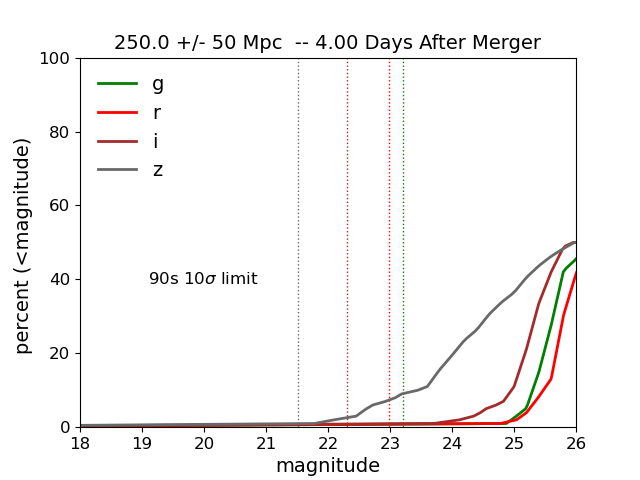 250.0 +/- 50 Mpc -- 4.00 Days After Merger
percent (<magnitude)
100
80
60
40
20
0
g
r
i
z
90s 10σ limit
18 19 20 21 22 23 24 25 26
magnitude